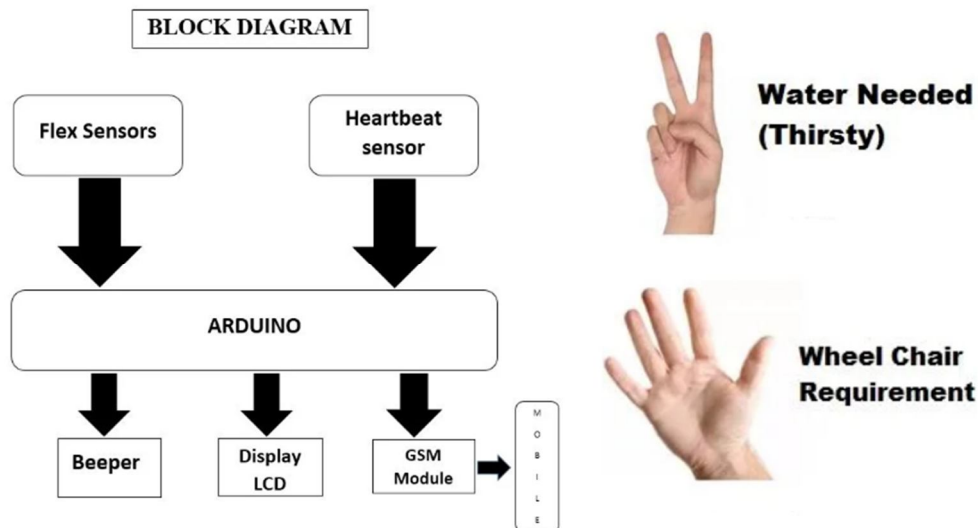 BLOCK DIAGRAM
Flex Sensors
Heartbeat
sensor
ARDUINO
Beeper
Display
LCD
GSM
Module
M
O
B
I
L
E
Water Needed
(Thirsty)
Wheel Chair
Requirement